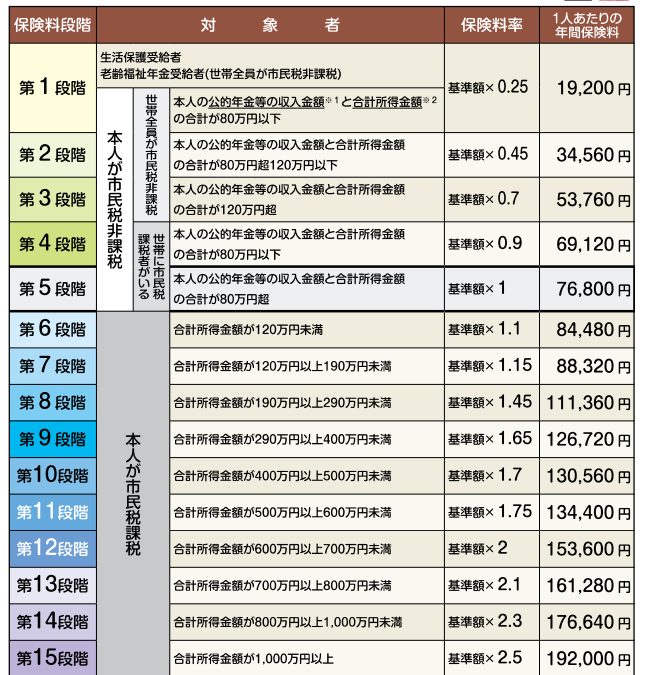 保険料段階 対象者 保険料率 1人あたりの
年間保険料
第1段階
生活保護受給者
老齢福祉年金受給者(世帯全員が市民税非課税)
本人が市民税非課税
世帯全員が市民税非課税
本人の公的年金等の収入金額※1と合計所得金額※2
の合計が80万円以下
基準額×0.25 19,200円
第2段階
本人の公的年金等の収入金額と合計所得金額
の合計が80万円超120万円以下
基準額×0.45 34,560円
第3段階
本人の公的年金等の収入金額と合計所得金額
の合計が120万円超
基準額×0.7 53,760円
第4段階
世帯に市民税
課税者がいる
本人の公的年金等の収入金額と合計所得金額
の合計が80万円以下
基準額×0.9 69,120円
第5段階
本人の公的年金等の収入金額と合計所得金額
の合計が80万円超
基準額×1 76,800円
本人が市民税課税
第6段階 合計所得金額が120万円未満 基準額×1.1 84,480円
第7段階 合計所得金額が120万円以上190万円未満 基準額×1.15 88,320円
第8段階 合計所得金額が190万円以上290万円未満 基準額×1.45 111,360円
第9段階 合計所得金額が290万円以上400万円未満 基準額×1.65 126,720円
第10段階 合計所得金額が400万円以上500万円未満 基準額×1.7 130,560円
第11段階 合計所得金額が500万円以上600万円未満 基準額×1.75 134,400円
第12段階 合計所得金額が600万円以上700万円未満 基準額×2 153,600円
第13段階 合計所得金額が700万円以上800万円未満 基準額×2.1 161,280円
第14段階 合計所得金額が800万円以上1,000万円未満 基準額×2.3 176,640円
第15段階 合計所得金額が1,000万円以上 基準額×2.5 192,000円